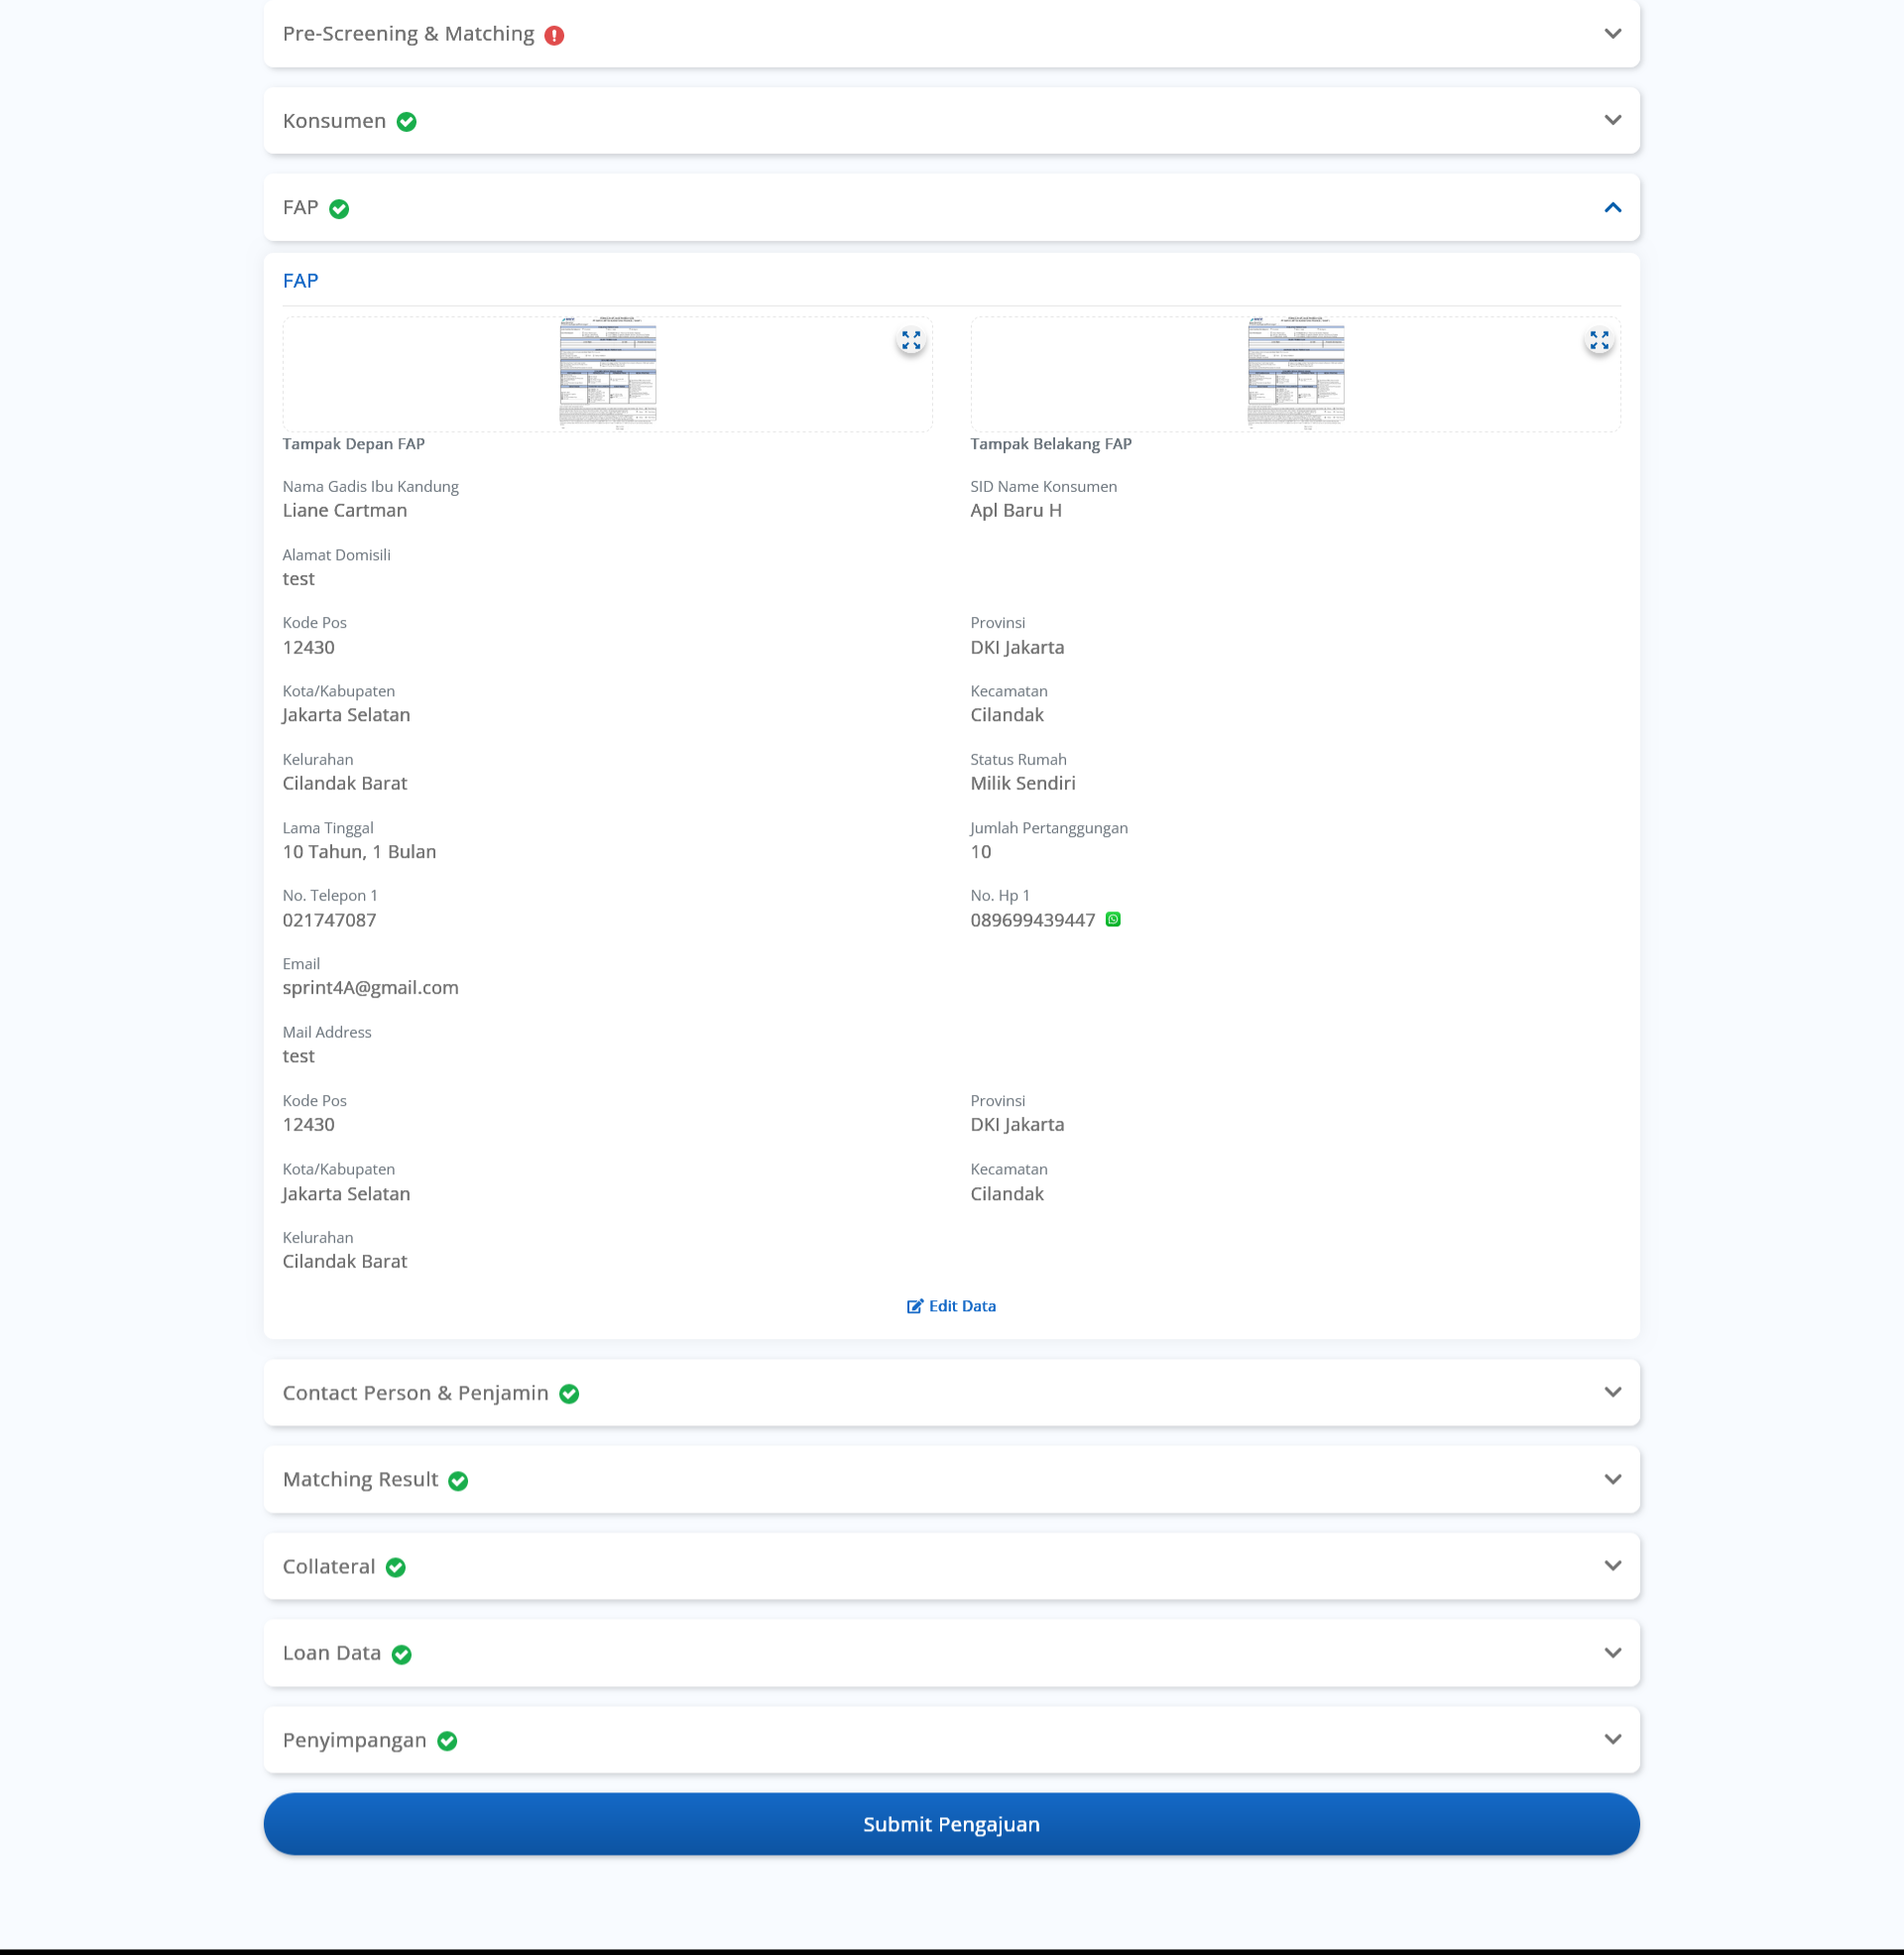 Pre-Screening & Matching
Konsumen
FAP
FAP
Tampak Depan FAP
Tampak Belakang FAP
Nama Gadis Ibu Kandung
Liane Cartman
SID Name Konsumen
Apl Baru H
Alamat Domisili
test
Kode Pos
12430
Provinsi
DKI Jakarta
Kota/Kabupaten
Jakarta Selatan
Kecamatan
Cilandak
Kelurahan
Cilandak Barat
Status Rumah
Milik Sendiri
Lama Tinggal
10 Tahun, 1 Bulan
Jumlah Pertanggungan
10
No. Telepon 1
021747087
No. Hp 1
089699439447
Email
sprint4A@gmail.com
Mail Address
test
Kode Pos
12430
Provinsi
DKI Jakarta
Kota/Kabupaten
Jakarta Selatan
Kecamatan
Cilandak
Kelurahan
Cilandak Barat
Edit Data
Contact Person & Penjamin
Matching Result
Collateral
Loan Data
Penyimpangan
Submit Pengajuan